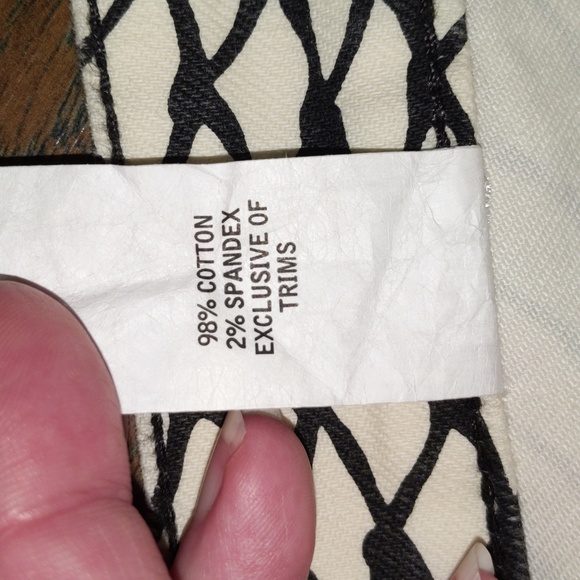 98% COTTON
2% SPANDEX
EXCLUSIVE OF
TRIMS